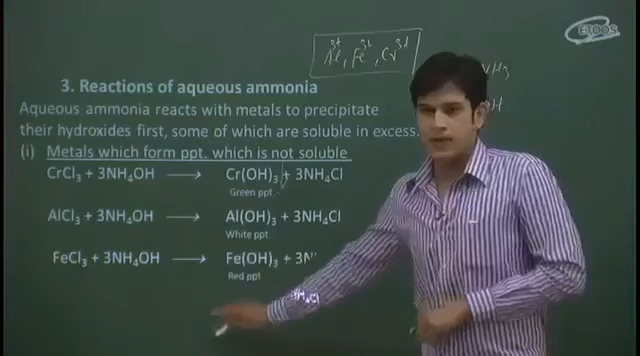 ETOOS
Al³⁺, Fe³⁺, Cr³⁺
3. Reactions of aqueous ammonia
Aqueous ammonia reacts with metals to precipitate
their hydroxides first, some of which are soluble in excess.
(i) Metals which form ppt. which is not soluble
CrCl₃ + 3NH₄OH ⟶ Cr(OH)₃ + 3NH₄Cl
Green ppt.
AlCl₃ + 3NH₄OH ⟶ Al(OH)₃ + 3NH₄Cl
White ppt.
FeCl₃ + 3NH₄OH ⟶ Fe(OH)₃ + 3NH₄Cl
Red ppt